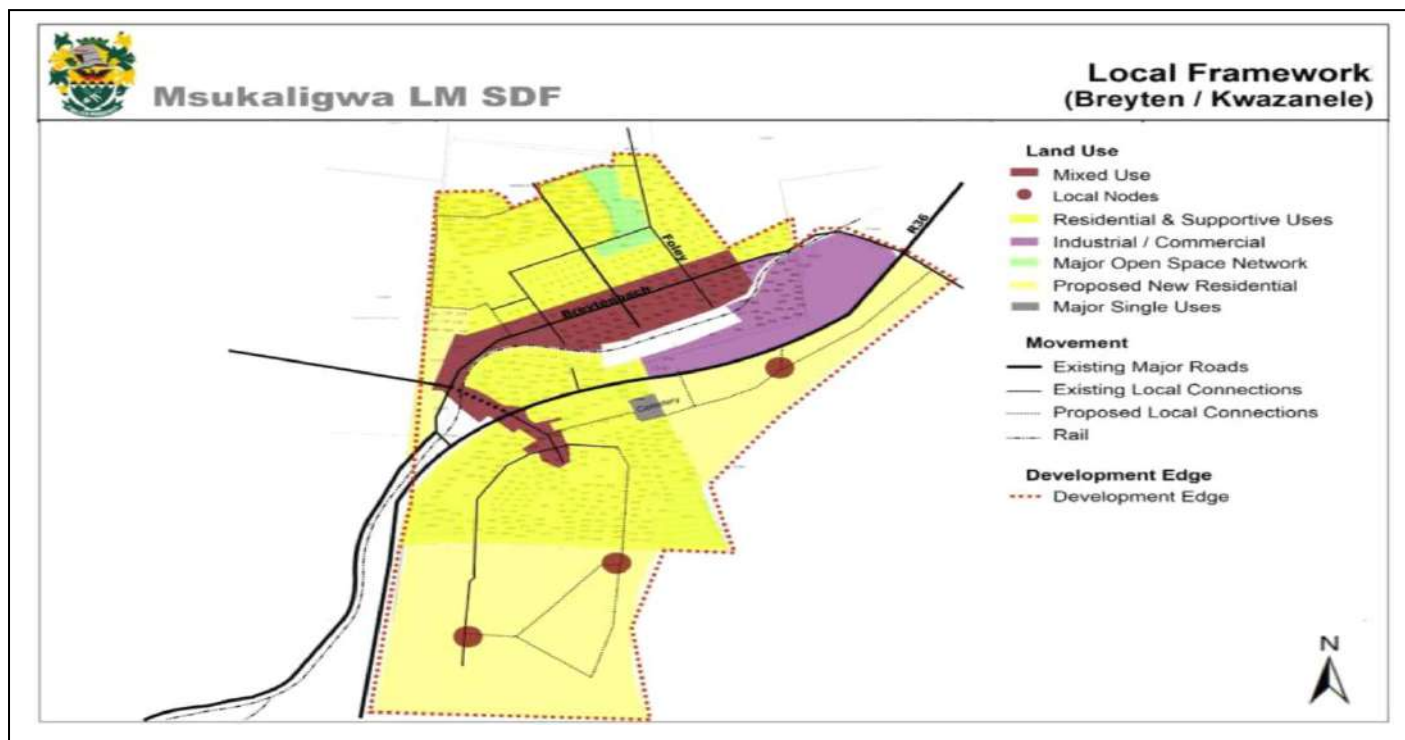 Msukaligwa LM SDF
Local Framework
(Breyten / Kwazanele)
Land Use
Mixed Use
Local Nodes
Residential & Supportive Uses
Industrial / Commercial
Major Open Space Network
Proposed New Residential
Major Single Uses
Movement
Existing Major Roads
Existing Local Connections
Proposed Local Connections
Rail
Development Edge
Development Edge
R36
Foley
Breytenbach
Cemetery
N